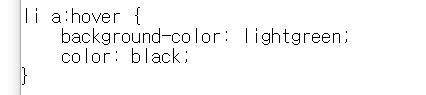 li a:hover {
    background-color: lightgreen;
    color: black;
}